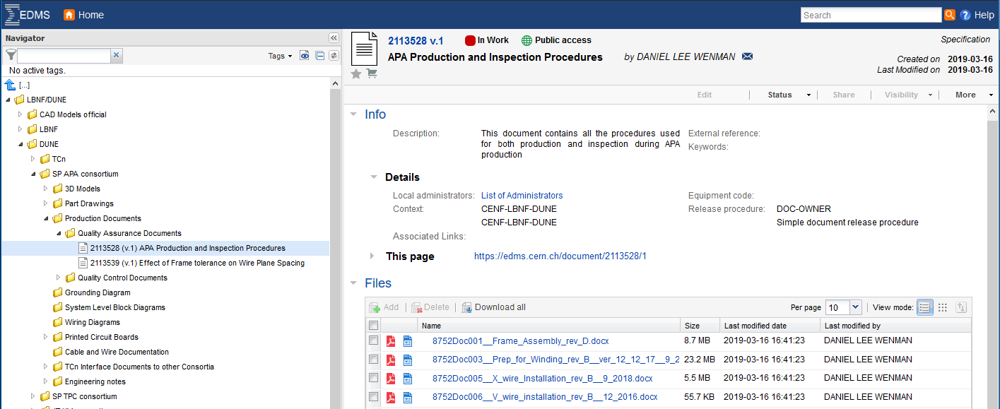 EDMS Home Search Help
Navigator
Tags
No active tags.
[...]
LBNF/DUNE
CAD Models official
LBNF
DUNE
TCn
SP APA consortium
3D Models
Part Drawings
Production Documents
Quality Assurance Documents
2113528 (v.1) APA Production and Inspection Procedures
2113539 (v.1) Effect of Frame tolerance on Wire Plane Spacing
Quality Control Documents
Grounding Diagram
System Level Block Diagrams
Wiring Diagrams
Printed Circuit Boards
Cable and Wire Documentation
TCn Interface Documents to other Consortia
Engineering notes
SP TPC consortium
2113528 v.1 In Work Public access Specification
APA Production and Inspection Procedures by DANIEL LEE WENMAN
Created on 2019-03-16
Last Modified on 2019-03-16
Edit Status Share Visibility More
Info
Description: This document contains all the procedures used External reference:
for both production and inspection during APA Keywords:
production
Details
Local administrators: List of Administrators Equipment code:
Context: CENF-LBNF-DUNE Release procedure: DOC-OWNER
CENF-LBNF-DUNE Simple document release procedure
Associated Links:
This page https://edms.cern.ch/document/2113528/1
Files
Add Delete Download all Per page 10 View mode:
Name Size Last modified date Last modified by
8752Doc001__Frame_Assembly_rev_D.docx 8.7 MB 2019-03-16 16:41:23 DANIEL LEE WENMAN
8752Doc003__Prep_for_Winding_rev_B__ver_12_12_17__9_2 23.2 MB 2019-03-16 16:41:23 DANIEL LEE WENMAN
8752Doc005__X_wire_Installation_rev_B__9_2018.docx 5.5 MB 2019-03-16 16:41:23 DANIEL LEE WENMAN
8752Doc006__V_wire_installation_rev_B__12_2016.docx 55.7 KB 2019-03-16 16:41:23 DANIEL LEE WENMAN